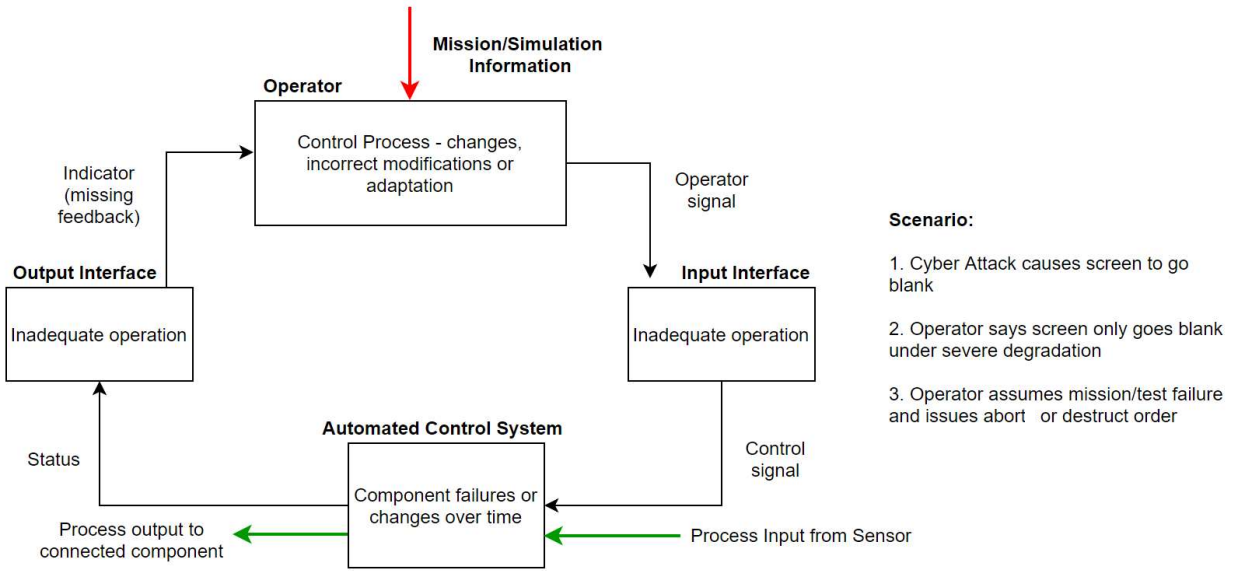 Mission/Simulation
Information
Operator
Control Process - changes,
incorrect modifications or
adaptation
Indicator
(missing
feedback)
Operator
signal
Output Interface
Inadequate operation
Input Interface
Inadequate operation
Automated Control System
Component failures or
changes over time
Status
Control
signal
Process output to
connected component
Process Input from Sensor
Scenario:
1. Cyber Attack causes screen to go
blank
2. Operator says screen only goes blank
under severe degradation
3. Operator assumes mission/test failure
and issues abort or destruct order